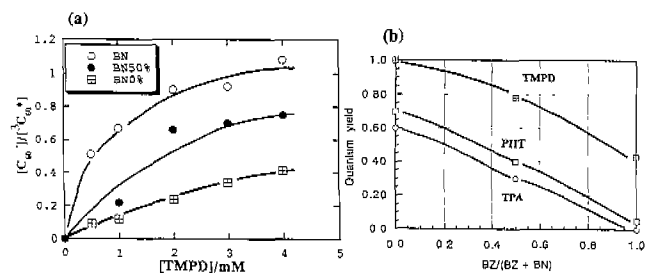 (a)
1.2
1
0.8
0.6
0.4
0.2
0
BN
BN50%
BN0%
0 1 2 3 4 5
[TMPD]/mM
(b)
Quantum yield
1.0
0.80
0.60
0.40
0.20
0.0
TMPD
TPA
0.0 0.2 0.4 0.6 0.8 1.0
BZ/(BZ + BN)